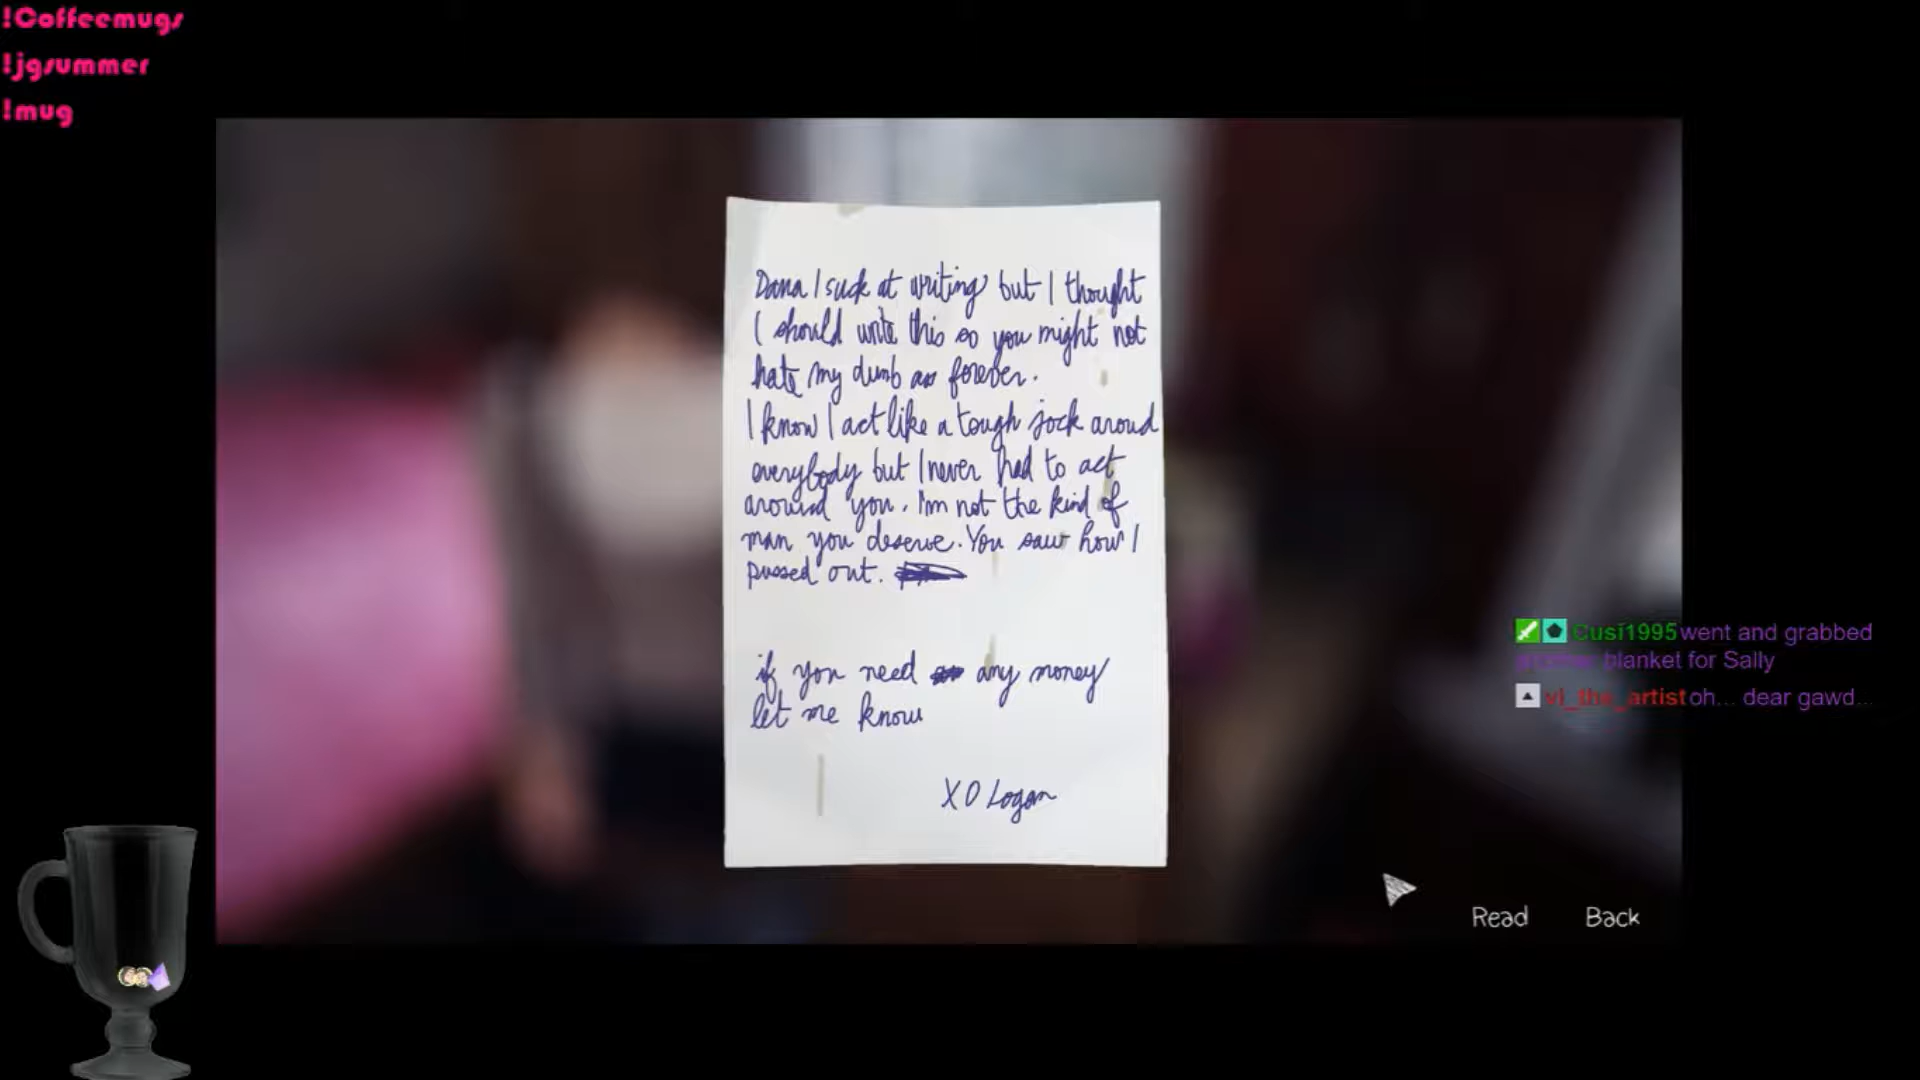 !Coffeemugs
!jgsummer
!mug
Dana I suck at writing but I thought
I should write this so you might not
hate my dumb ass forever.
I know I act like a tough jock aroud
everybody but I never had to act
around you. I'm not the kind of
man you deserve. You saw how I
pussed out.
if you need any money
let me know
XO Logan
Cusi1995 went and grabbed
blanket for Sally
vi_the_artist oh... dear gawd...
Read Back